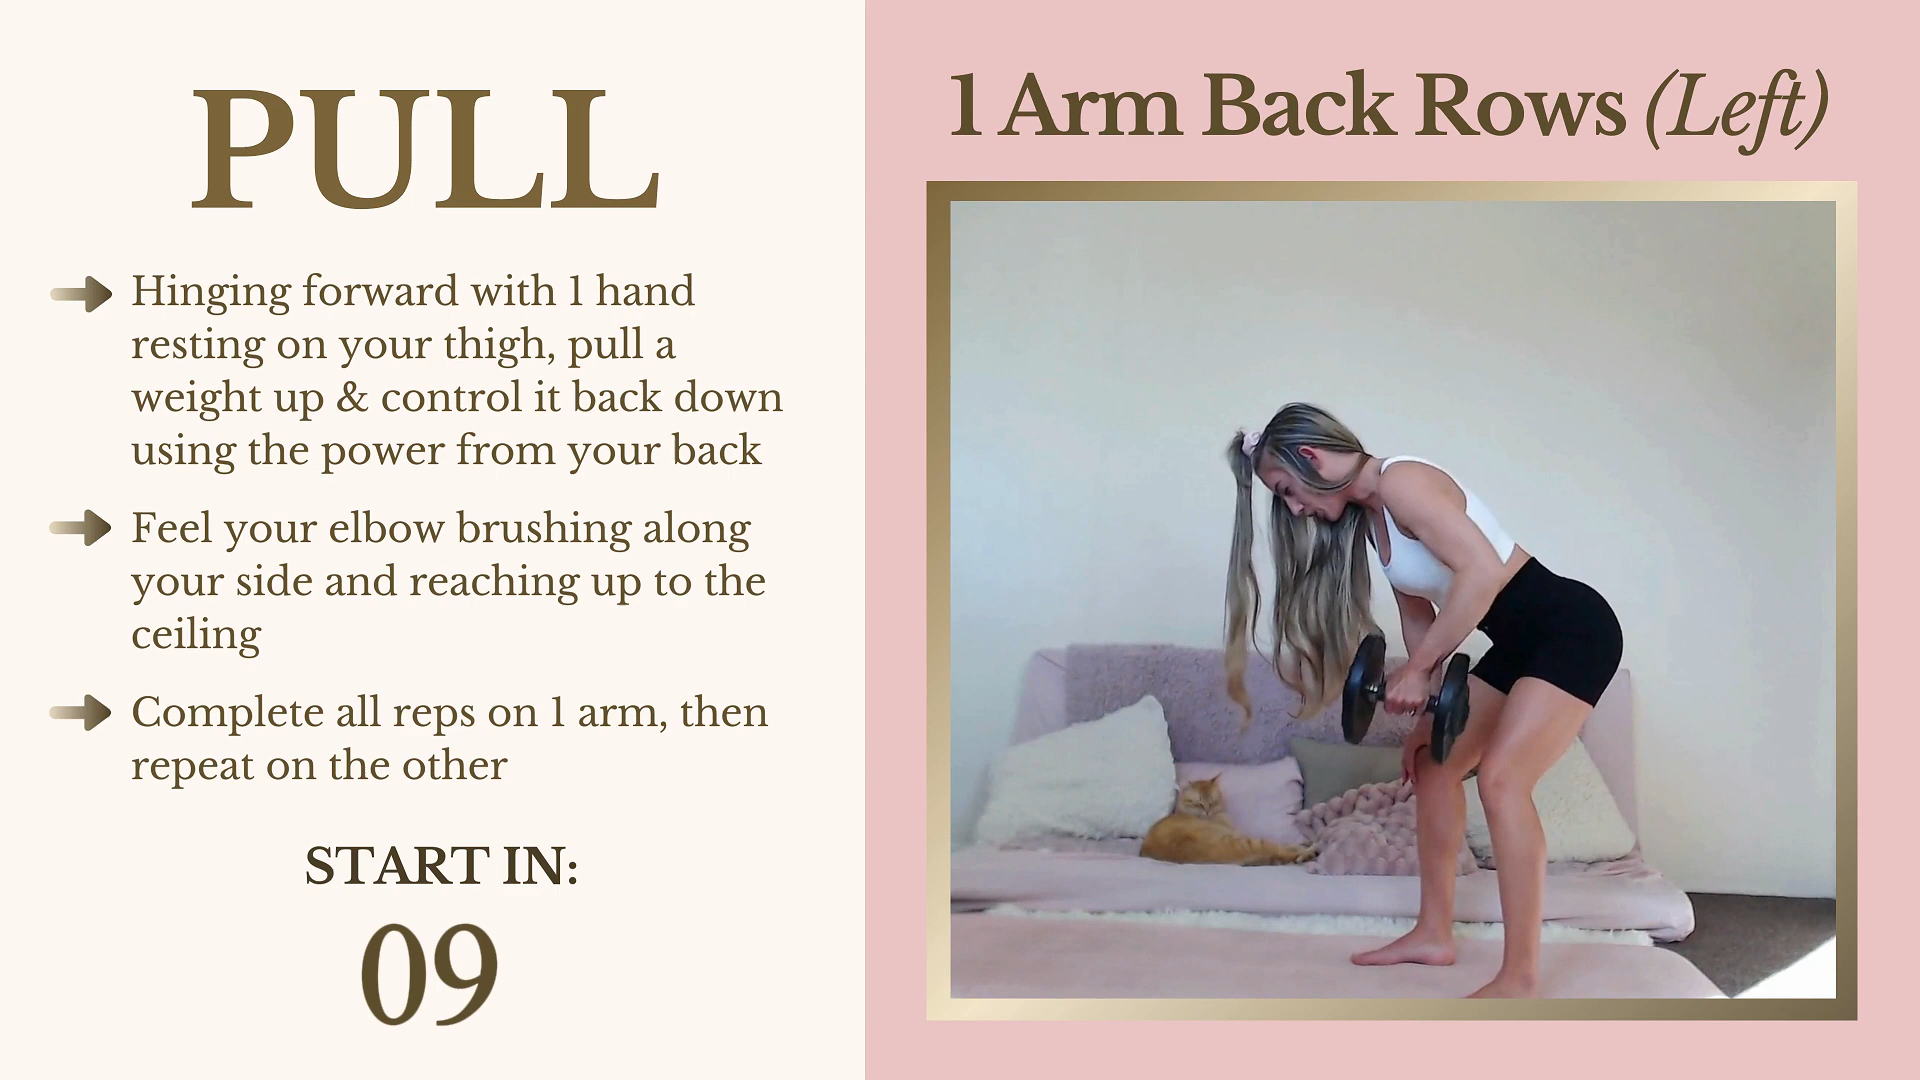 PULL
Hinging forward with 1 hand
resting on your thigh, pull a
weight up & control it back down
using the power from your back
Feel your elbow brushing along
your side and reaching up to the
ceiling
Complete all reps on 1 arm, then
repeat on the other
START IN:
09
1 Arm Back Rows (Left)